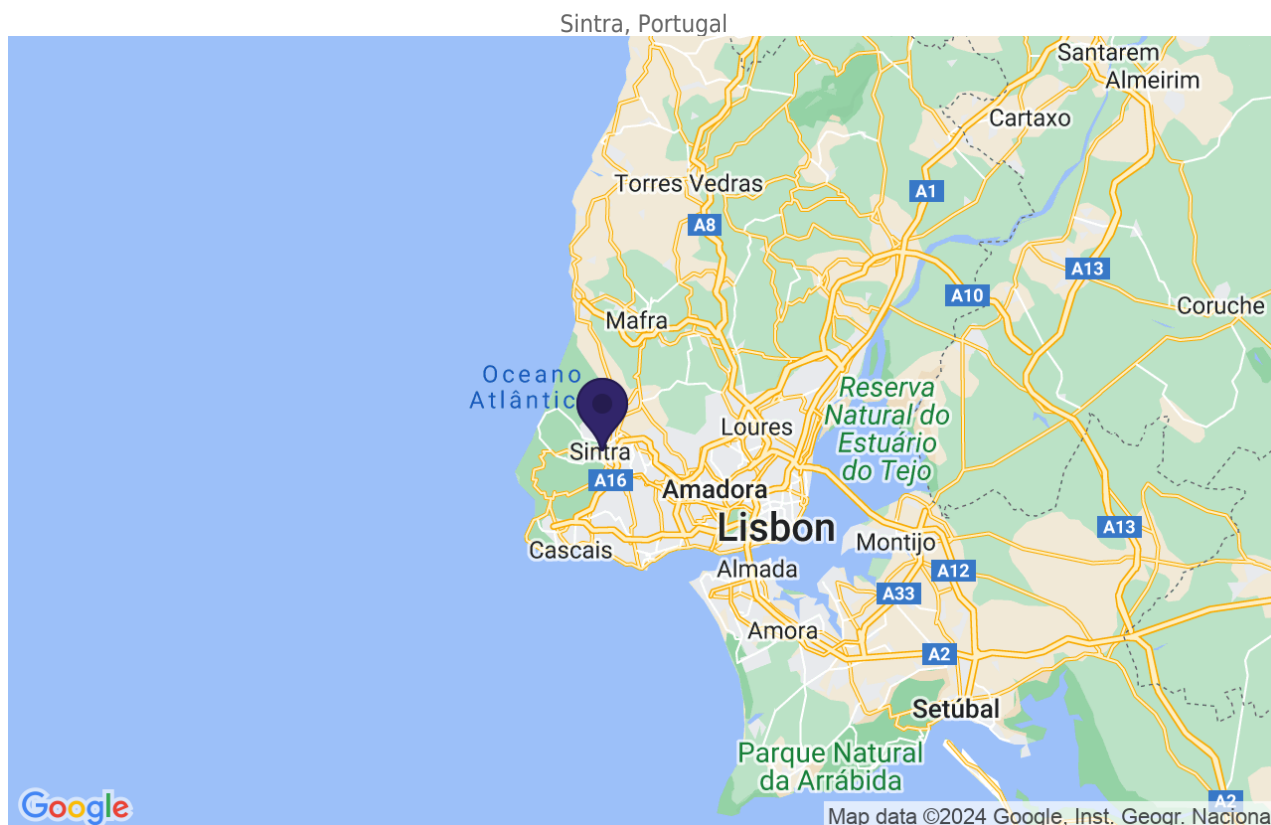 Sintra, Portugal
Santarem
Almeirim
Cartaxo
Torres Vedras
A1
A8
A13
A10
Coruche
Mafra
Oceano
Atlântic
Reserva
Natural do
Estuário
do Tejo
Loures
Sintra
A16
Amadora
Lisbon
A13
Montijo
Cascais
Almada
A12
A33
Amora
A2
Setúbal
Parque Natural
da Arrábida
A2
Google
Map data ©2024 Google, Inst. Geogr. Naciona